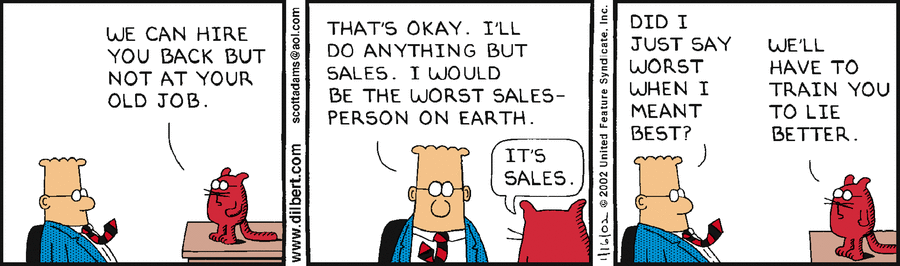 WE CAN HIRE
YOU BACK BUT
NOT AT YOUR
OLD JOB.
www.dilbert.com
scottadams@aol.com
THAT'S OKAY. I'LL
DO ANYTHING BUT
SALES. I WOULD
BE THE WORST SALES-
PERSON ON EARTH.
IT'S
SALES.
1/16/02 © 2002 United Feature Syndicate, Inc.
DID I
JUST SAY
WORST
WHEN I
MEANT
BEST?
WE'LL
HAVE TO
TRAIN YOU
TO LIE
BETTER.